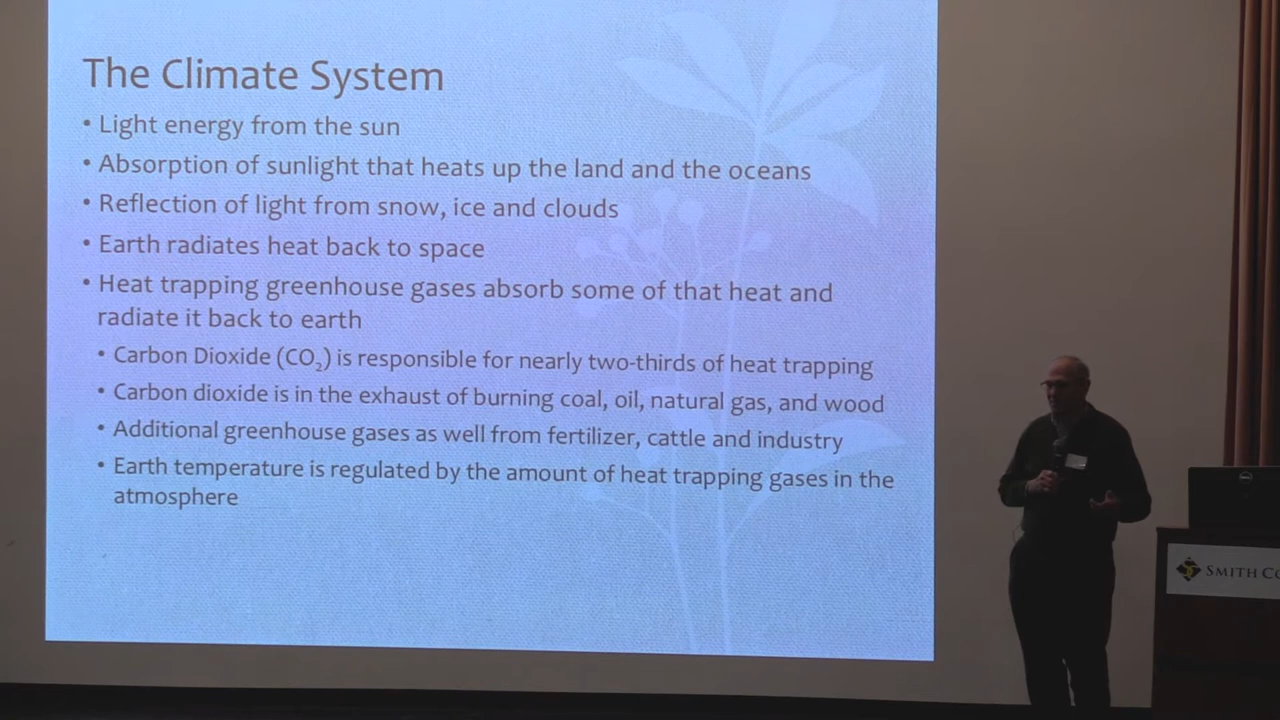 The Climate System
• Light energy from the sun
• Absorption of sunlight that heats up the land and the oceans
• Reflection of light from snow, ice and clouds
• Earth radiates heat back to space
• Heat trapping greenhouse gases absorb some of that heat and
radiate it back to earth
• Carbon Dioxide (CO₂) is responsible for nearly two-thirds of heat trapping
• Carbon dioxide is in the exhaust of burning coal, oil, natural gas, and wood
• Additional greenhouse gases as well from fertilizer, cattle and industry
• Earth temperature is regulated by the amount of heat trapping gases in the
atmosphere
SMITH